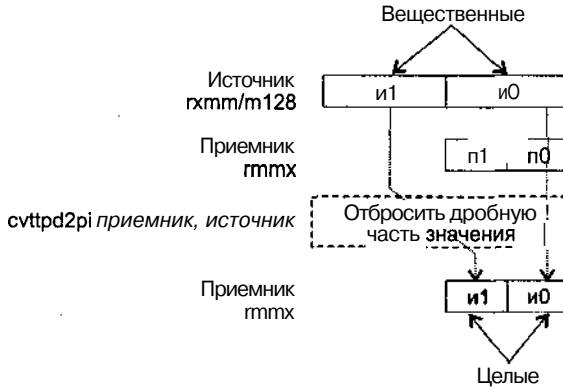 Вещественные
Источник
rxmm/m128
и1 и0
Приемник
rmmx
п1 п0
cvttpd2pi приемник, источник
Отбросить дробную
часть значения
Приемник
rmmx
и1 и0
Целые